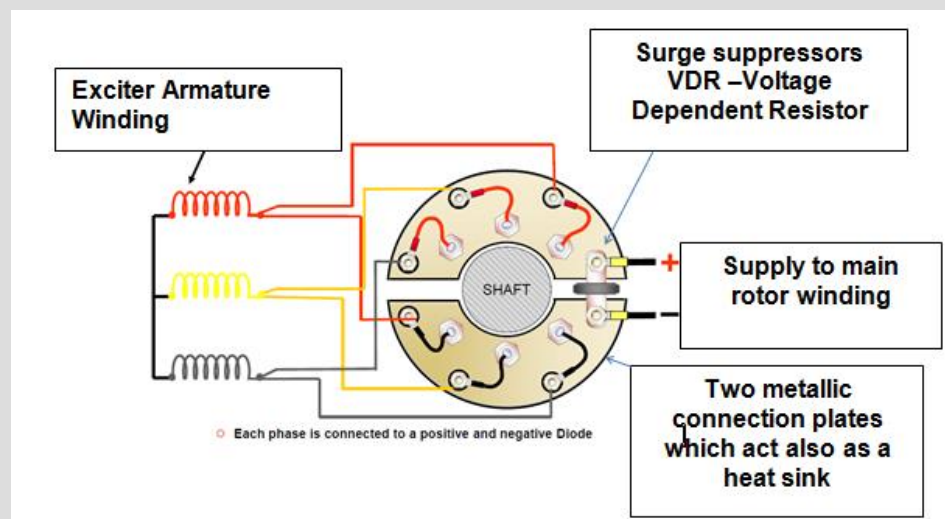 Exciter Armature
Winding
Surge suppressors
VDR –Voltage
Dependent Resistor
SHAFT
+
Supply to main
rotor winding
–
Two metallic
connection plates
which act also as a
heat sink
Each phase is connected to a positive and negative Diode